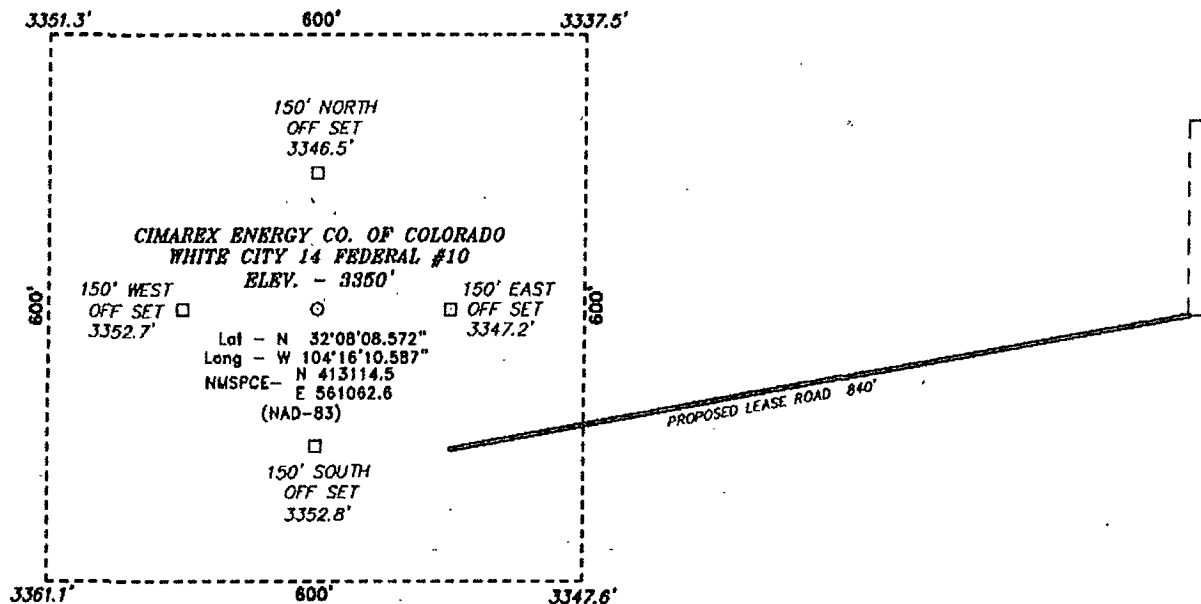 3351.3'
600'
3337.5'
150' NORTH
OFF SET
3346.5'
CIMAREX ENERGY CO. OF COLORADO
WHITE CITY 14 FEDERAL #10
ELEV. - 3350'
150' WEST
OFF SET
3352.7'
150' EAST
OFF SET
3347.2'
600'
600'
Lat - N 32°08'08.572"
Long - W 104°16'10.587"
NMSPCE- N 413114.5
E 561062.6
(NAD-83)
PROPOSED LEASE ROAD 840'
150' SOUTH
OFF SET
3352.8'
3361.1'
600'
3347.6'